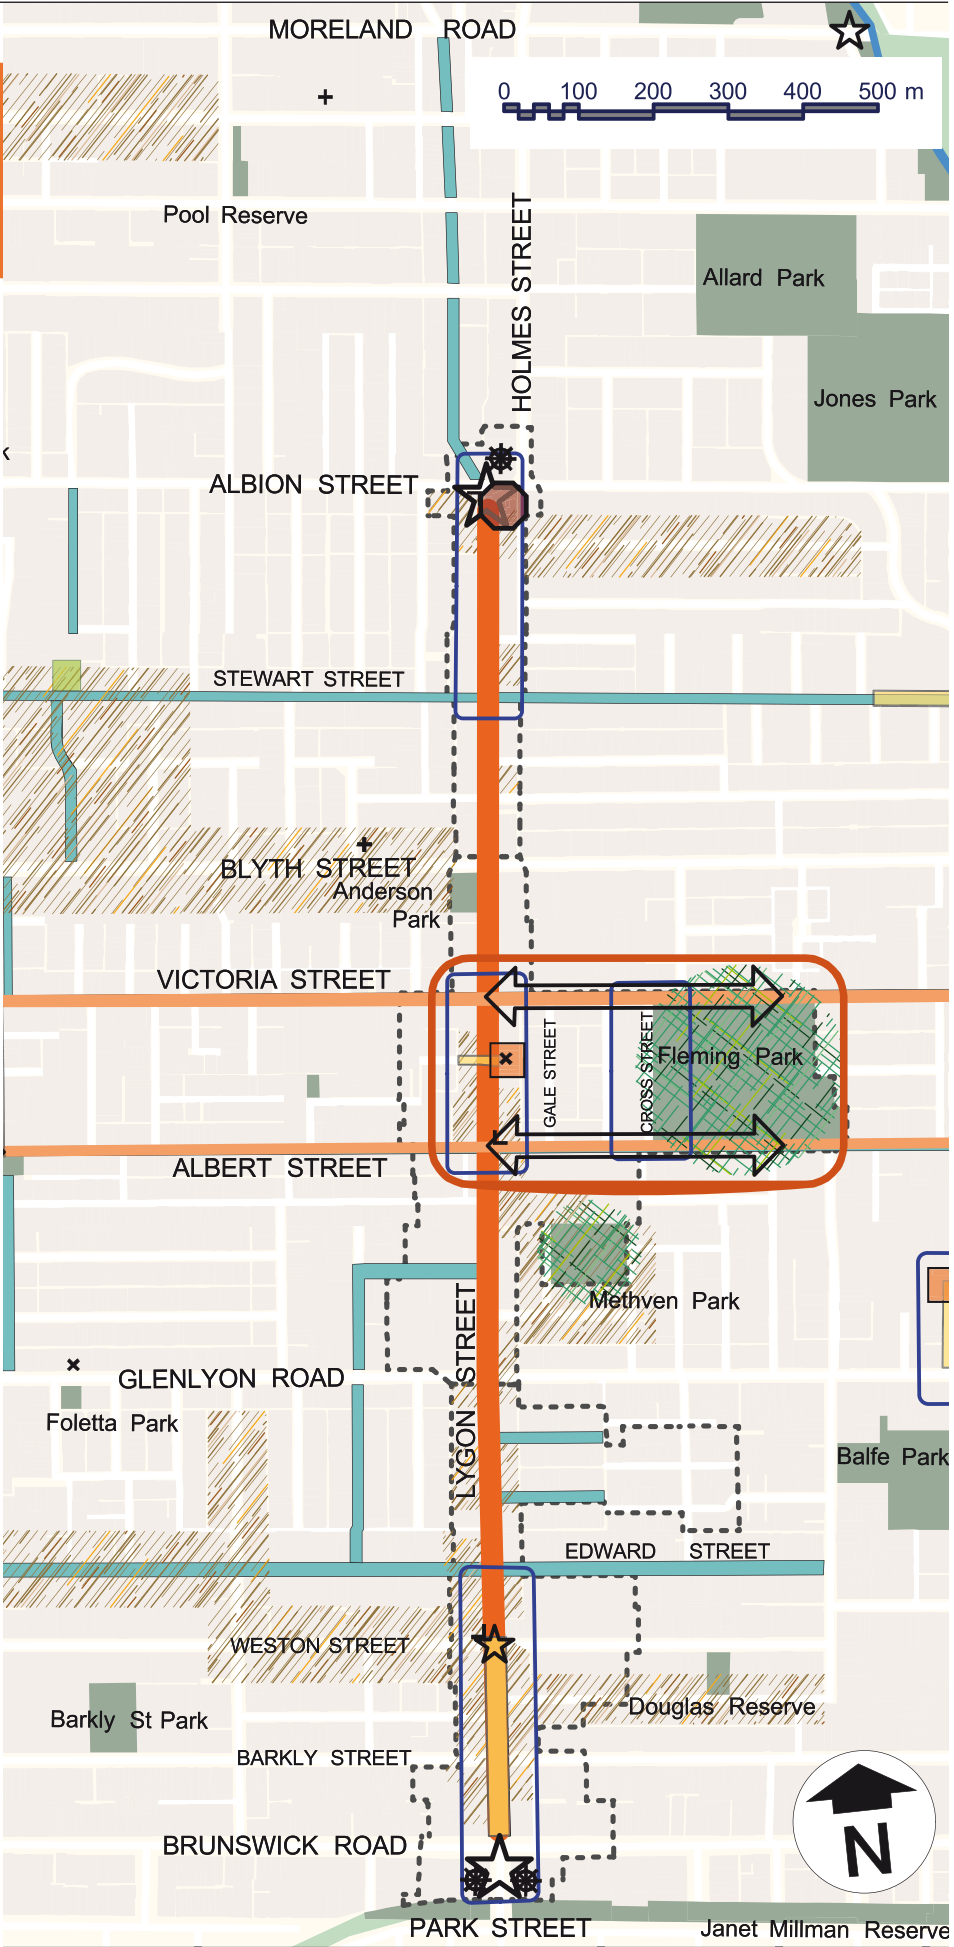 MORELAND ROAD
0 100 200 300 400 500 m
Pool Reserve
HOLMES STREET
Allard Park
Jones Park
k
ALBION STREET
STEWART STREET
BLYTH STREET
Anderson
Park
VICTORIA STREET
GALE STREET
CROSS STREET
Fleming Park
ALBERT STREET
Methven Park
LYGON STREET
GLENLYON ROAD
Foletta Park
Balfe Park
EDWARD STREET
WESTON STREET
Douglas Reserve
Barkly St Park
BARKLY STREET
BRUNSWICK ROAD
N
PARK STREET
Janet Millman Reserve